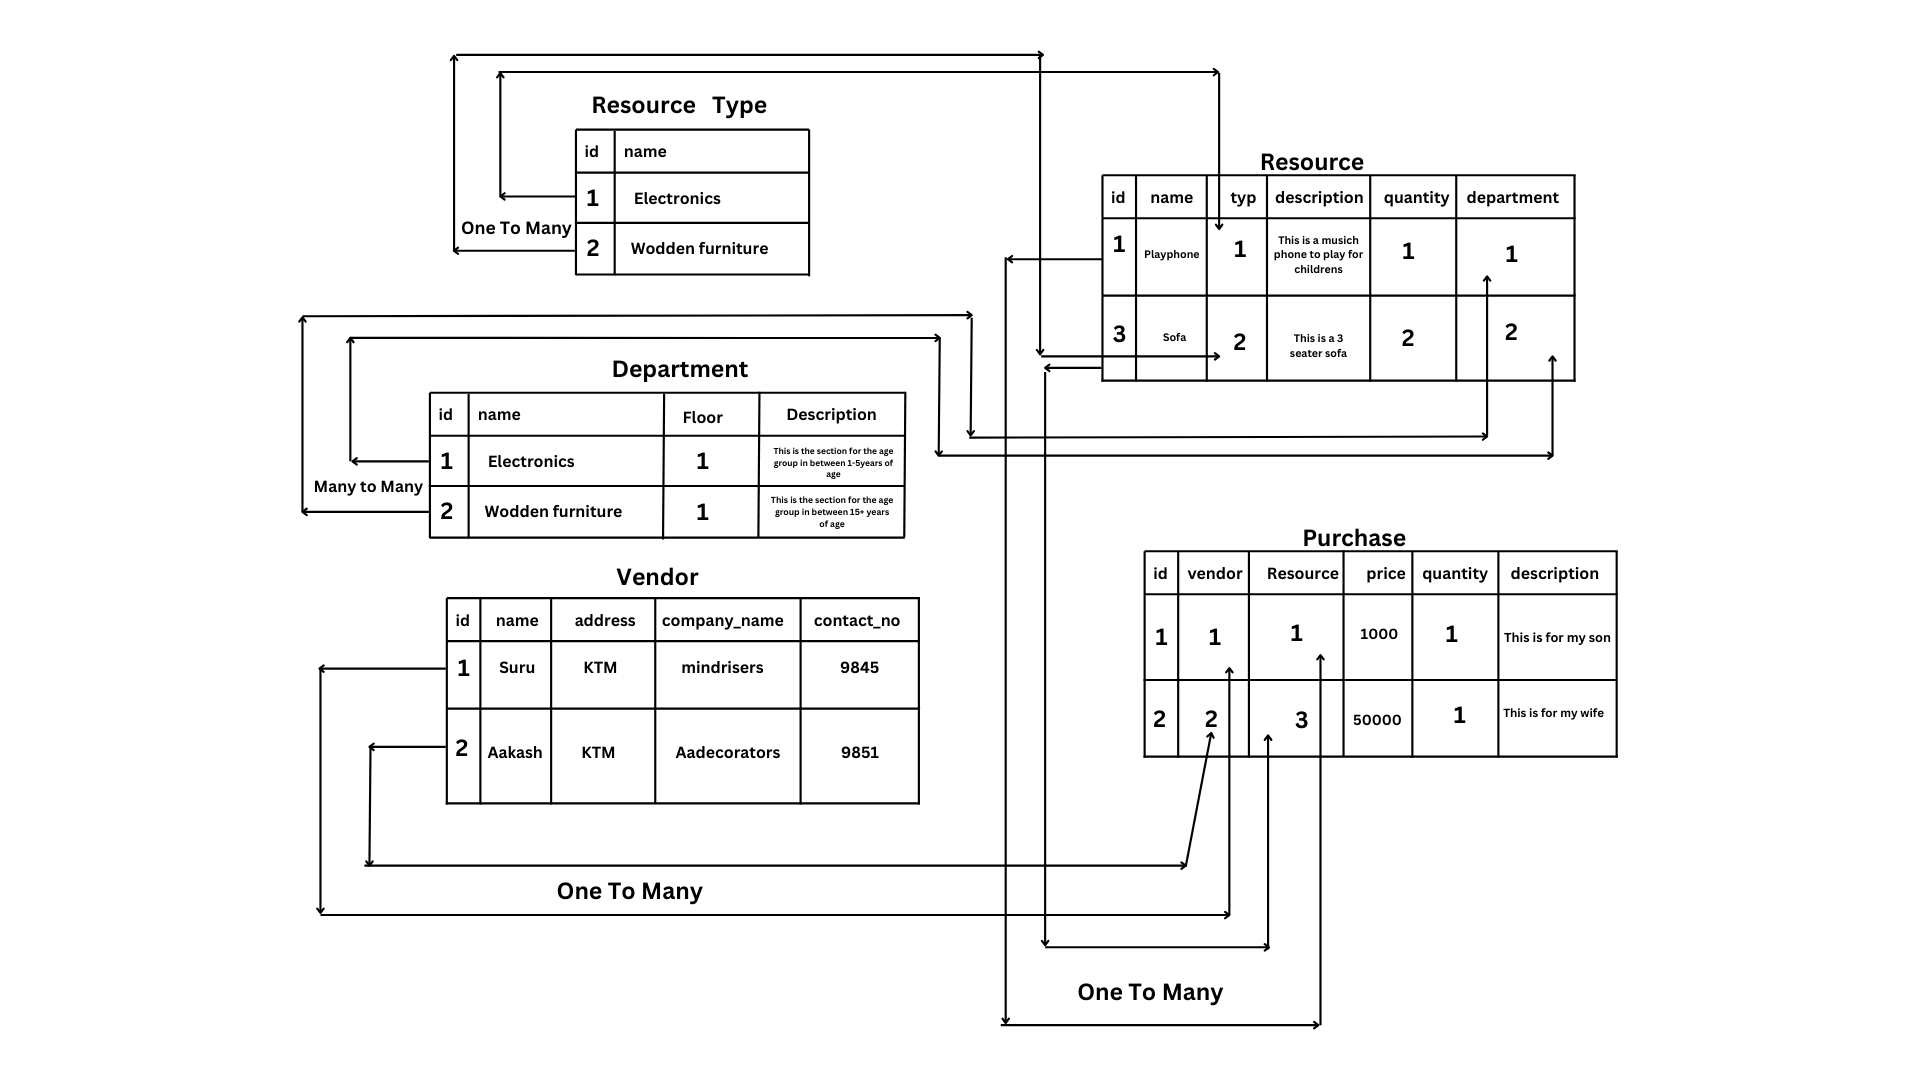 Resource Type
id name
1 Electronics
One To Many
2 Wodden furniture
Resource
id name typ description quantity department
1 Playphone 1 This is a musich
phone to play for
childrens
1 1
3 Sofa 2 This is a 3
seater sofa
2 2
Department
id name Floor Description
1 Electronics 1 This is the section for the age
group in between 1-5years of
age
Many to Many
2 Wodden furniture 1 This is the section for the age
group in between 15+ years
of age
Vendor
id name address company_name contact_no
1 Suru KTM mindrisers 9845
2 Aakash KTM Aadecorators 9851
One To Many
Purchase
id vendor Resource price quantity description
1 1 1 1000 1 This is for my son
2 2 3 50000 1 This is for my wife
One To Many